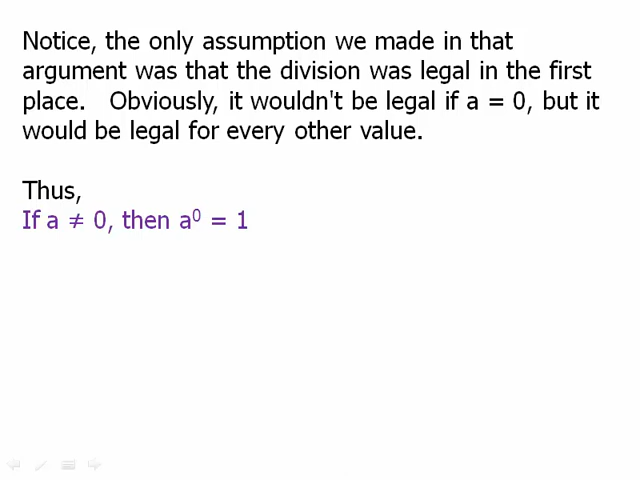 Notice, the only assumption we made in that
argument was that the division was legal in the first
place.   Obviously, it wouldn't be legal if a = 0, but it
would be legal for every other value.
Thus,
If a ≠ 0, then a⁰ = 1